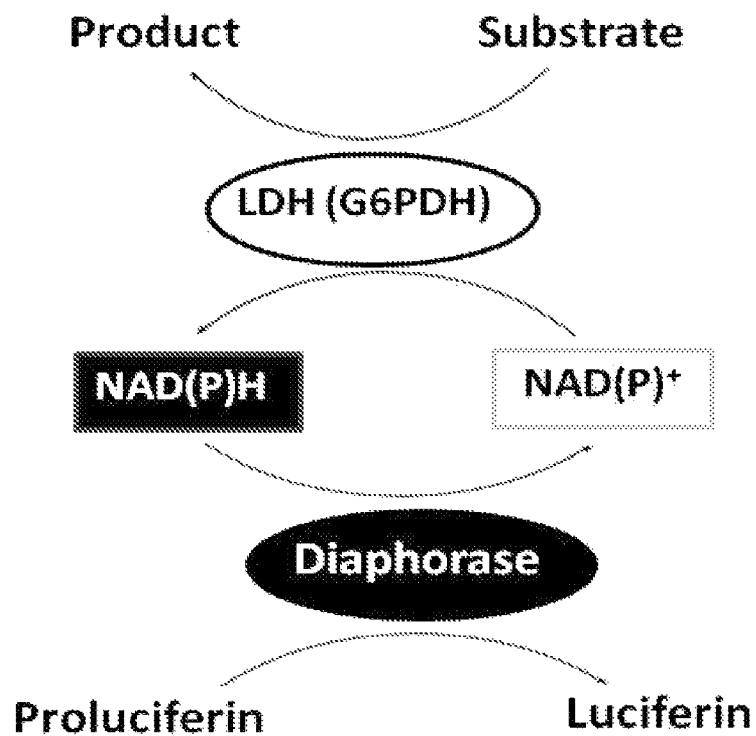 Product Substrate
LDH (G6PDH)
NAD(P)H NAD(P)⁺
Diaphorase
Proluciferin Luciferin